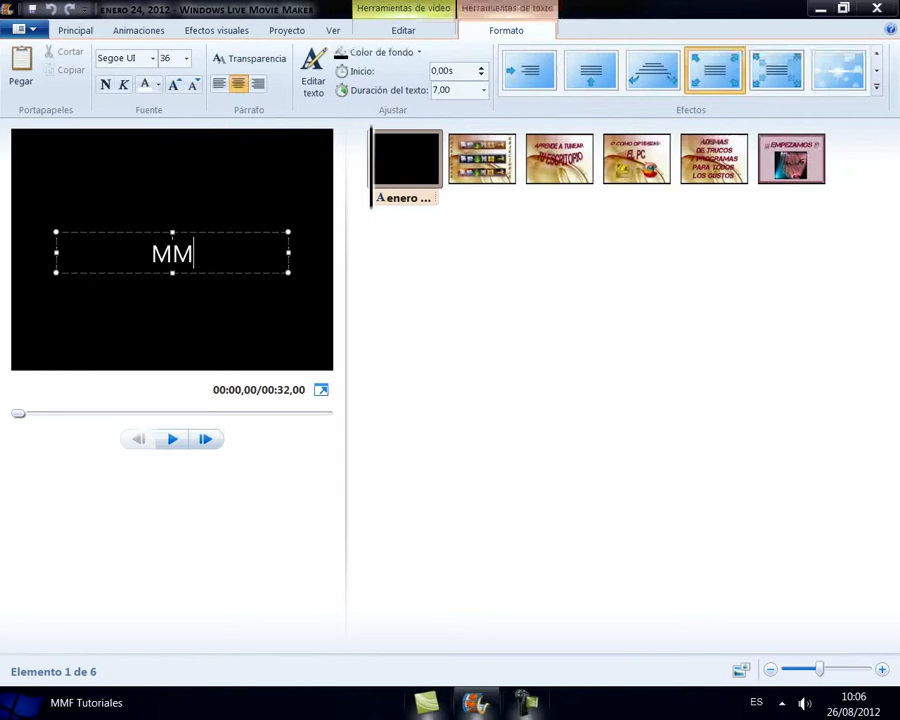 ENERO 24, 2012 - WINDOWS LIVE MOVIE MAKER
Herramientas de vídeo
Herramientas de texto
Principal
Animaciones
Efectos visuales
Proyecto
Ver
Editar
Formato
Pegar
Cortar
Copiar
Portapapeles
Segoe UI
36
N K A A A
Fuente
Transparencia
Párrafo
Editar
texto
Color de fondo
Inicio:
0,00s
Duración del texto:
7,00
Ajustar
Efectos
MM
APRENDE A TUNEAR
TU ESCRITORIO
O COMO OPTIMIZAR
EL PC
ADEMAS
DE TRUCOS
Y PROGRAMAS
PARA TODOS
LOS GUSTOS
¡¡¡ EMPEZAMOS !!!
A enero ...
00:00,00/00:32,00
Elemento 1 de 6
MMF Tutoriales
ES
10:06
26/08/2012